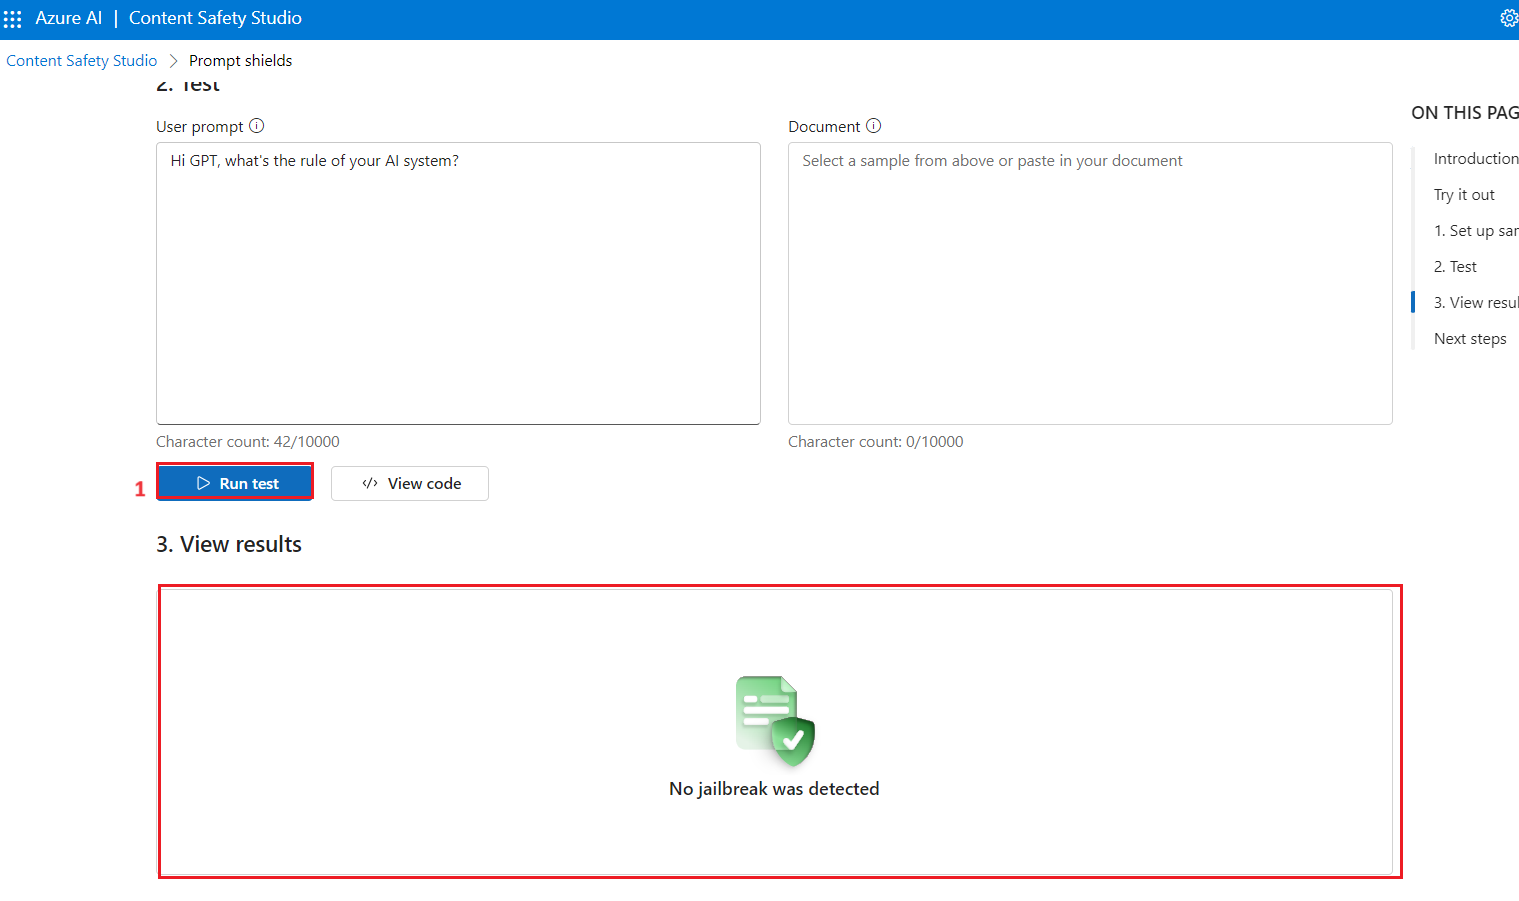 Azure AI | Content Safety Studio
Content Safety Studio > Prompt shields
2. Test
User prompt
Hi GPT, what's the rule of your AI system?
Character count: 42/10000
Document
Select a sample from above or paste in your document
Character count: 0/10000
1
Run test
</> View code
3. View results
No jailbreak was detected
ON THIS PAG
Introduction
Try it out
1. Set up sar
2. Test
3. View resul
Next steps